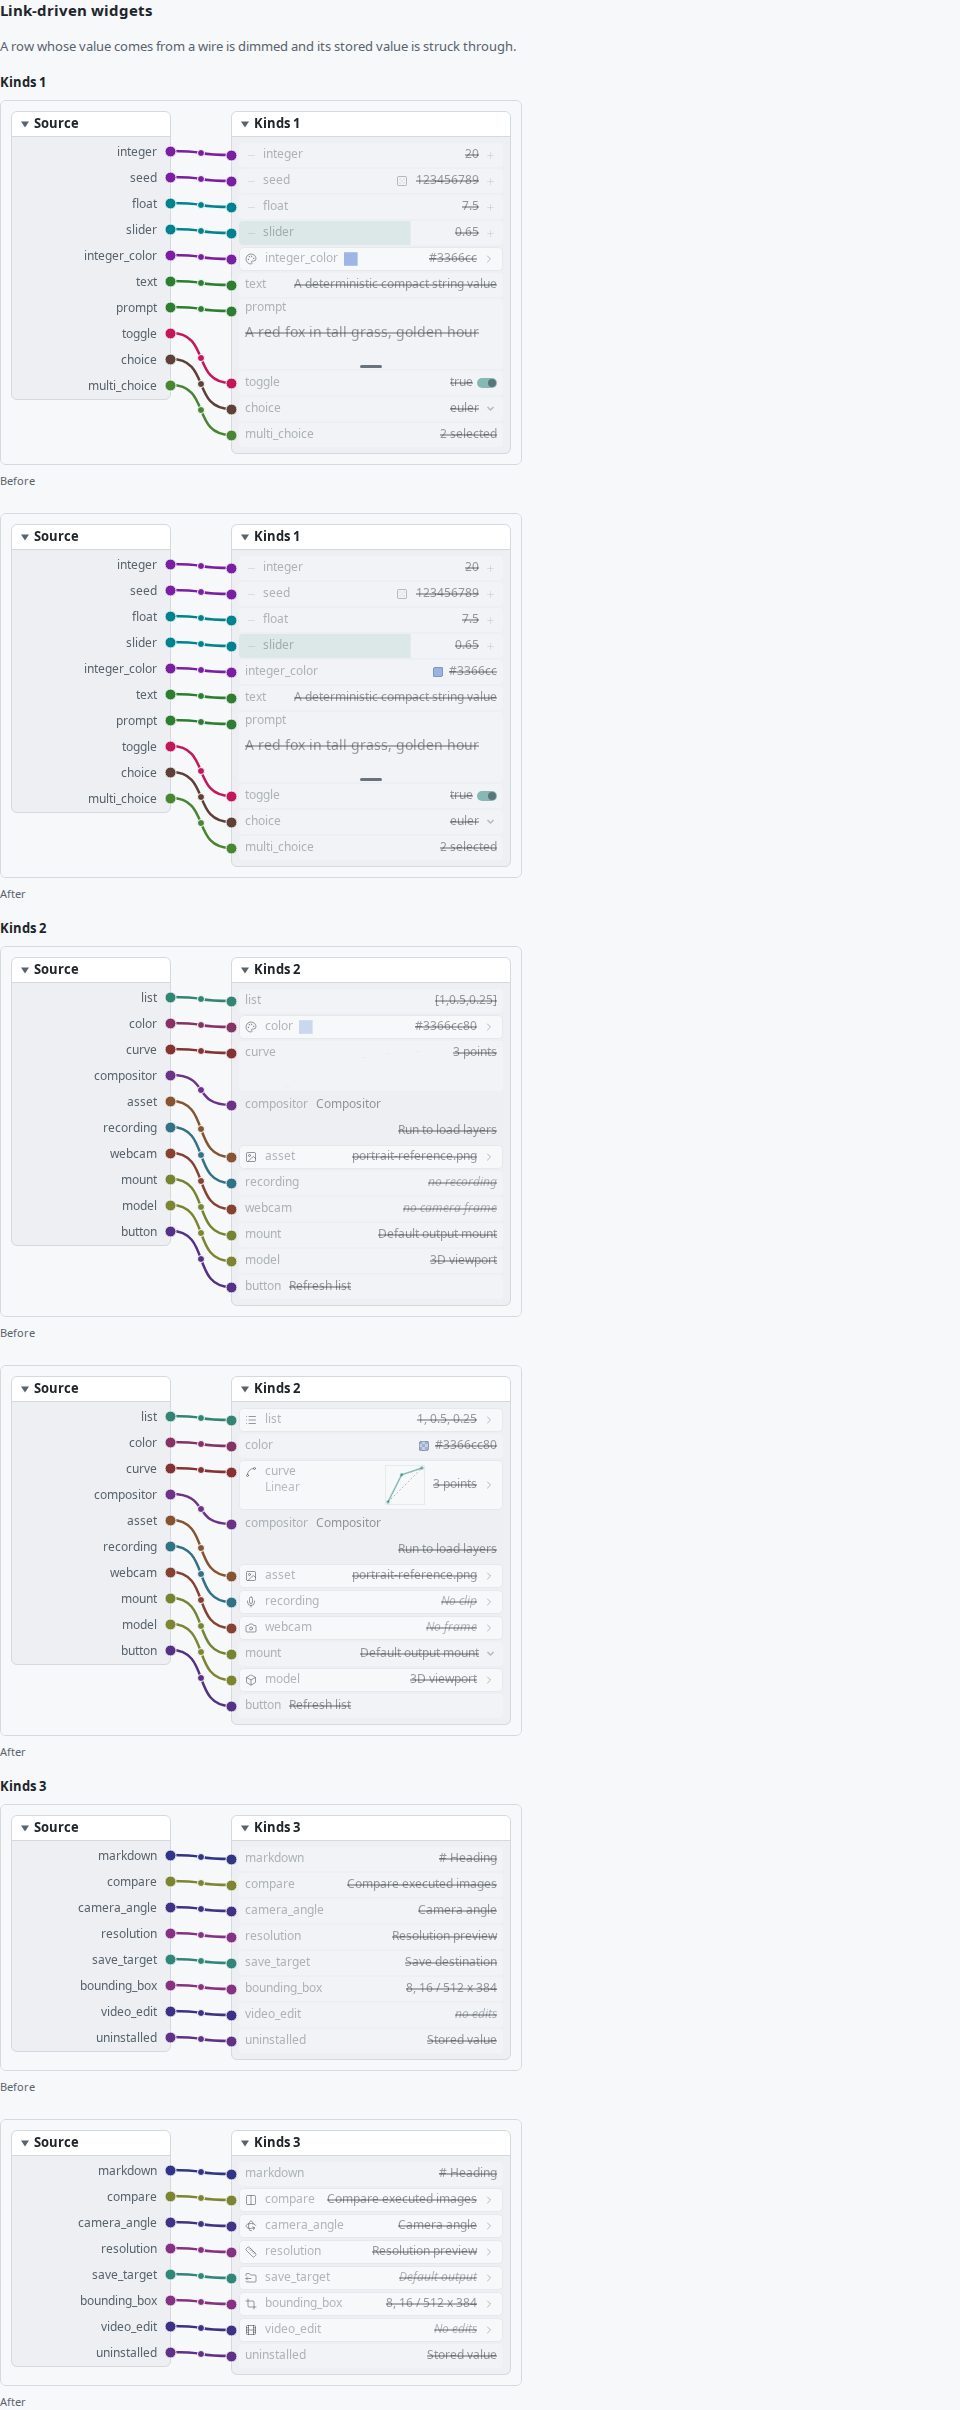 Link-driven widgets
A row whose value comes from a wire is dimmed and its stored value is struck through.
Kinds 1
Source
integer
seed
float
slider
integer_color
text
prompt
toggle
choice
multi_choice
Kinds 1
integer 20
seed 123456789
float 7.5
slider 0.65
integer_color #3366cc
text A deterministic compact string value
prompt
A red fox in tall grass, golden hour
toggle true
choice euler
multi_choice 2 selected
Before
Source
integer
seed
float
slider
integer_color
text
prompt
toggle
choice
multi_choice
Kinds 1
integer 20
seed 123456789
float 7.5
slider 0.65
integer_color #3366cc
text A deterministic compact string value
prompt
A red fox in tall grass, golden hour
toggle true
choice euler
multi_choice 2 selected
After
Kinds 2
Source
list
color
curve
compositor
asset
recording
webcam
mount
model
button
Kinds 2
list [1,0.5,0.25]
color #3366cc80
curve 3 points
compositor Compositor
Run to load layers
asset portrait-reference.png
recording no recording
webcam no camera frame
mount Default output mount
model 3D viewport
button Refresh list
Before
Source
list
color
curve
compositor
asset
recording
webcam
mount
model
button
Kinds 2
list 1, 0.5, 0.25
color #3366cc80
curve
Linear
3 points
compositor Compositor
Run to load layers
asset portrait-reference.png
recording No clip
webcam No frame
mount Default output mount
model 3D viewport
button Refresh list
After
Kinds 3
Source
markdown
compare
camera_angle
resolution
save_target
bounding_box
video_edit
uninstalled
Kinds 3
markdown # Heading
compare Compare executed images
camera_angle Camera angle
resolution Resolution preview
save_target Save destination
bounding_box 8, 16 / 512 x 384
video_edit no edits
uninstalled Stored value
Before
Source
markdown
compare
camera_angle
resolution
save_target
bounding_box
video_edit
uninstalled
Kinds 3
markdown # Heading
compare Compare executed images
camera_angle Camera angle
resolution Resolution preview
save_target Default output
bounding_box 8, 16 / 512 x 384
video_edit No edits
uninstalled Stored value
After